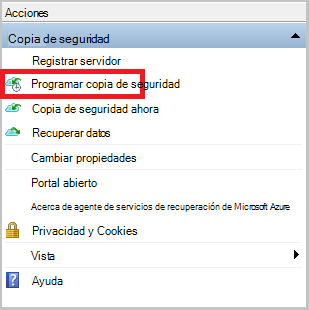 Acciones
Copia de seguridad
Registrar servidor
Programar copia de seguridad
Copia de seguridad ahora
Recuperar datos
Cambiar propiedades
Portal abierto
Acerca de agente de servicios de recuperación de Microsoft Azure
Privacidad y Cookies
Vista
Ayuda